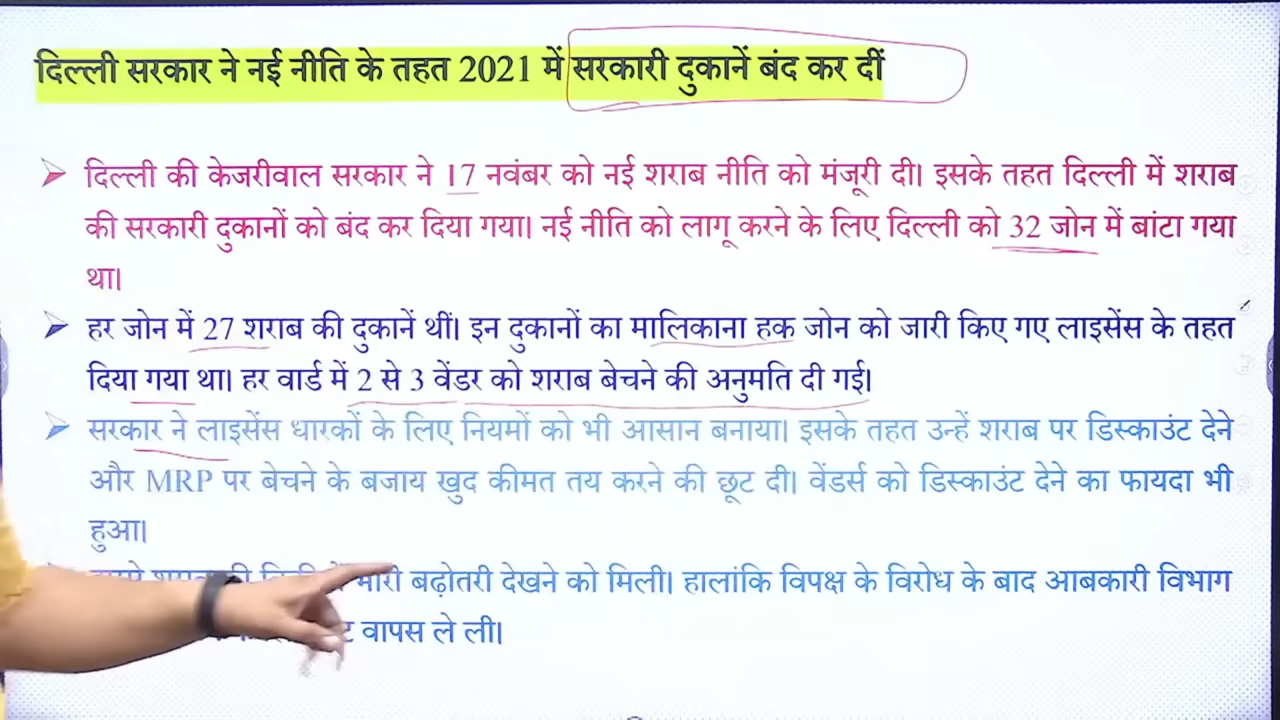 दिल्ली सरकार ने नई नीति के तहत 2021 में सरकारी दुकानें बंद कर दीं
दिल्ली की केजरीवाल सरकार ने 17 नवंबर को नई शराब नीति को मंजूरी दी। इसके तहत दिल्ली में शराब
की सरकारी दुकानों को बंद कर दिया गया। नई नीति को लागू करने के लिए दिल्ली को 32 जोन में बांटा गया
था।
हर जोन में 27 शराब की दुकानें थीं। इन दुकानों का मालिकाना हक जोन को जारी किए गए लाइसेंस के तहत
दिया गया था। हर वार्ड में 2 से 3 वेंडर को शराब बेचने की अनुमति दी गई।
सरकार ने लाइसेंस धारकों के लिए नियमों को भी आसान बनाया। इसके तहत उन्हें शराब पर डिस्काउंट देने
और MRP पर बेचने के बजाय खुद कीमत तय करने की छूट दी। वेंडर्स को डिस्काउंट देने का फायदा भी
हुआ।
भारी बढ़ोतरी देखने को मिली। हालांकि विपक्ष के विरोध के बाद आबकारी विभाग
वापस ले ली।